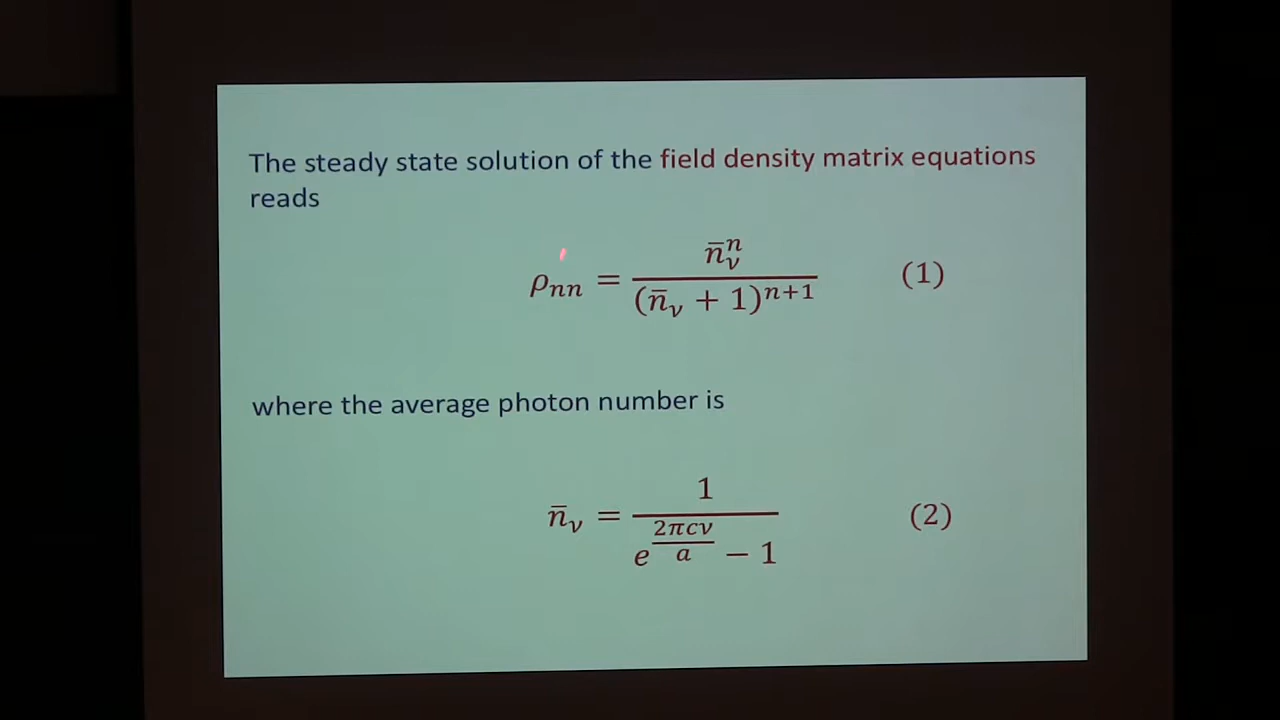 The steady state solution of the field density matrix equations
reads
ρₙₙ = n̄_ν^n / (n̄_ν + 1)^{n+1} (1)
where the average photon number is
n̄_ν = 1 / (e^{2πcν/a} − 1) (2)